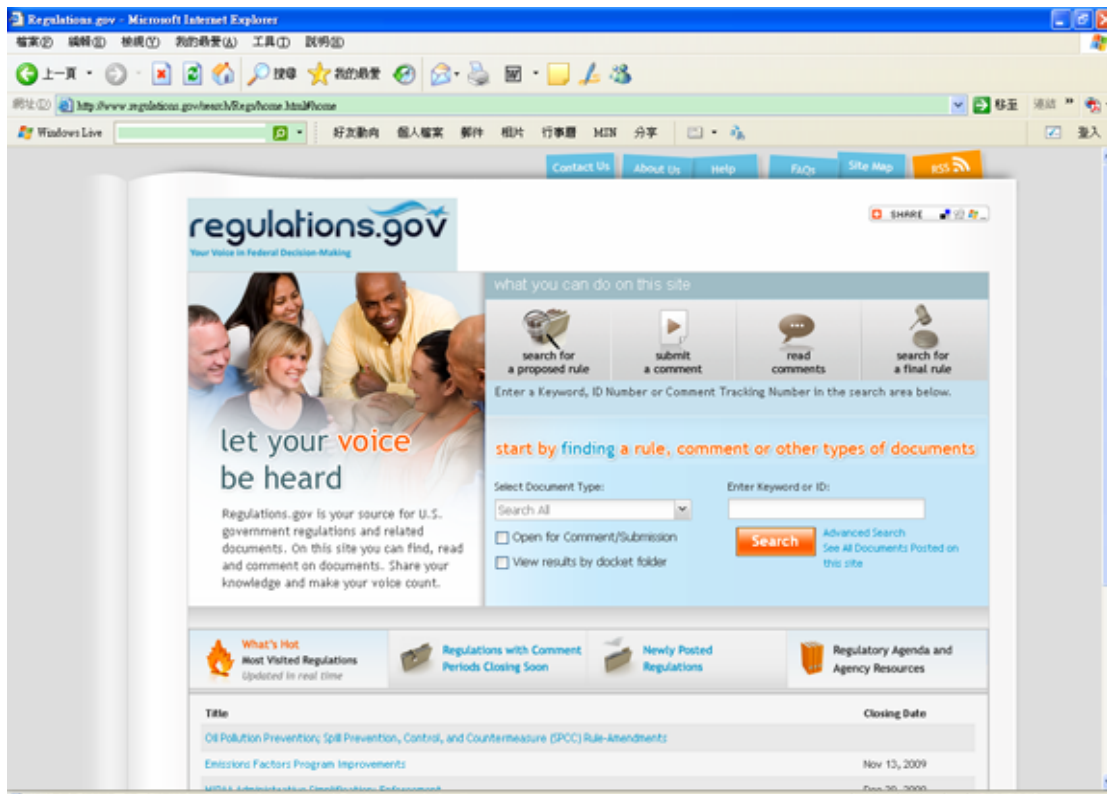 Regulations.gov - Microsoft Internet Explorer
檔案(F) 編輯(E) 檢視(V) 我的最愛(A) 工具(T) 說明(H)
上一頁 搜尋 我的最愛
網址(D) http://www.regulations.gov/search/Regs/home.html#home 移至 連結 »
Windows Live 好友動向 個人檔案 郵件 相片 行事曆 MSN 分享 登入
Contact Us About Us Help FAQs Site Map RSS
regulations.gov
Your Voice in Federal Decision-Making
SHARE
what you can do on this site
search for
a proposed rule
submit
a comment
read
comments
search for
a final rule
Enter a Keyword, ID Number or Comment Tracking Number in the search area below.
let your voice
be heard
Regulations.gov is your source for U.S.
government regulations and related
documents. On this site you can find, read
and comment on documents. Share your
knowledge and make your voice count.
start by finding a rule, comment or other types of documents
Select Document Type:
Search All
Open for Comment/Submission
View results by docket folder
Enter Keyword or ID:
Search
Advanced Search
See All Documents Posted on
this site
What's Hot
Most Visited Regulations
Updated in real time
Regulations with Comment
Periods Closing Soon
Newly Posted
Regulations
Regulatory Agenda and
Agency Resources
Title Closing Date
Oil Pollution Prevention; Spill Prevention, Control, and Countermeasure (SPCC) Rule-Amendments
Emissions Factors Program Improvements Nov 13, 2009
HIPAA Administrative Simplification: Enforcement Dec 29, 2009